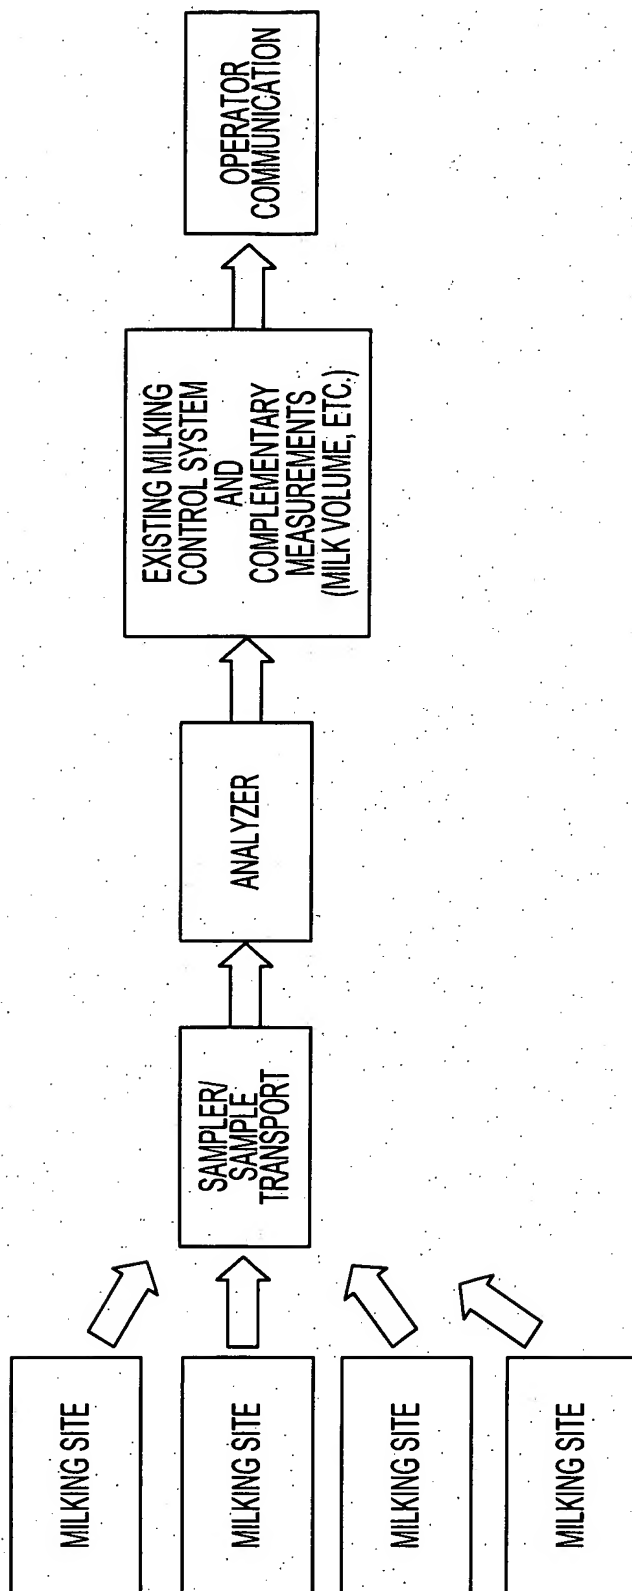 MILKING SITE
MILKING SITE
MILKING SITE
MILKING SITE
SAMPLER/
SAMPLE
TRANSPORT
ANALYZER
EXISTING MILKING
CONTROL SYSTEM
AND
COMPLEMENTARY
MEASUREMENTS
(MILK VOLUME, ETC.)
OPERATOR
COMMUNICATION